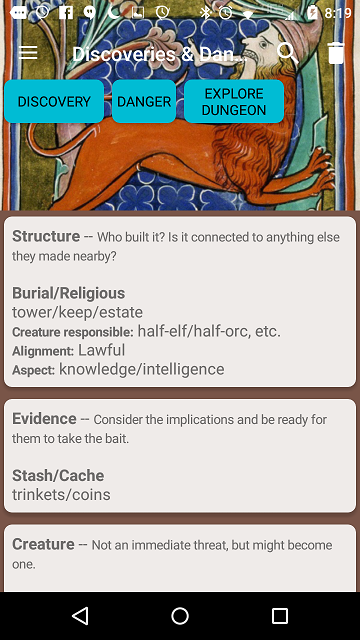 8:19
Discoveries & Dan...
DISCOVERY
DANGER
EXPLORE
DUNGEON
Structure -- Who built it? Is it connected to anything else
they made nearby?
Burial/Religious
tower/keep/estate
Creature responsible: half-elf/half-orc, etc.
Alignment: Lawful
Aspect: knowledge/intelligence
Evidence -- Consider the implications and be ready for
them to take the bait.
Stash/Cache
trinkets/coins
Creature -- Not an immediate threat, but might become
one.